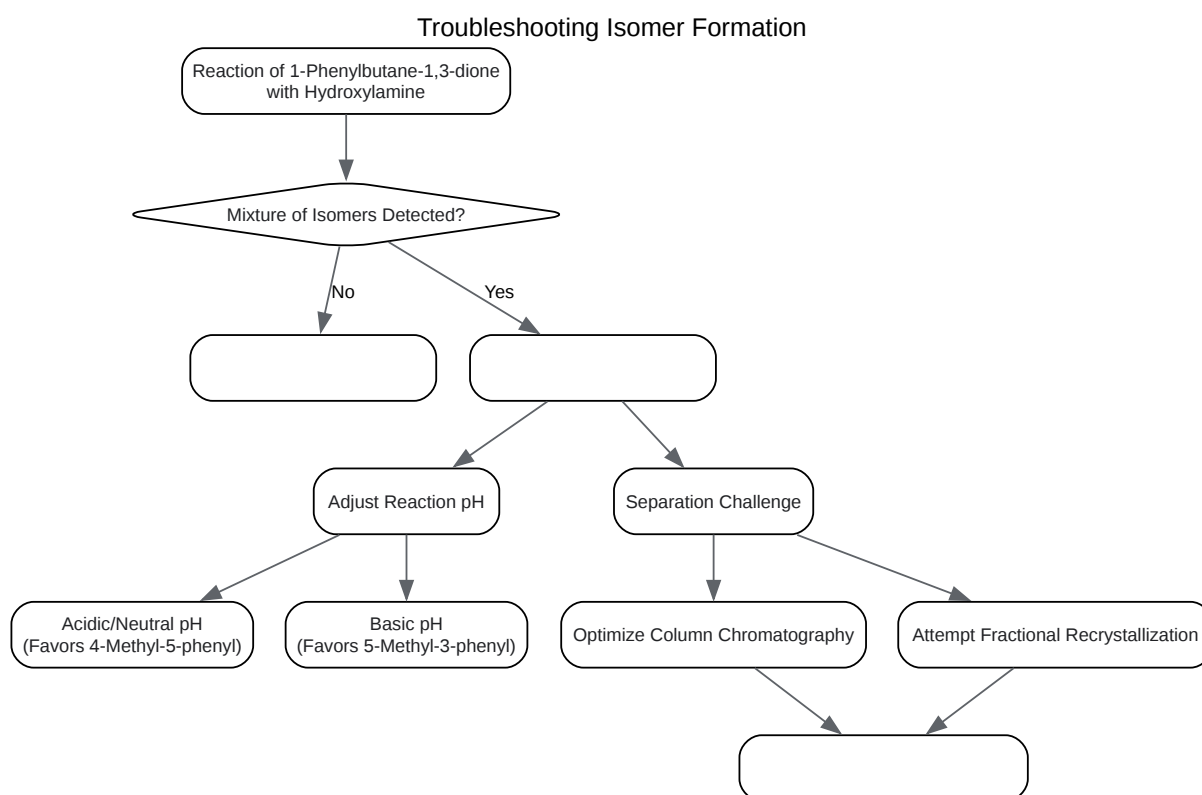 Troubleshooting Isomer Formation
Reaction of 1-Phenylbutane-1,3-dione
with Hydroxylamine
Mixture of Isomers Detected?
No
Yes
Adjust Reaction pH
Separation Challenge
Acidic/Neutral pH
(Favors 4-Methyl-5-phenyl)
Basic pH
(Favors 5-Methyl-3-phenyl)
Optimize Column Chromatography
Attempt Fractional Recrystallization